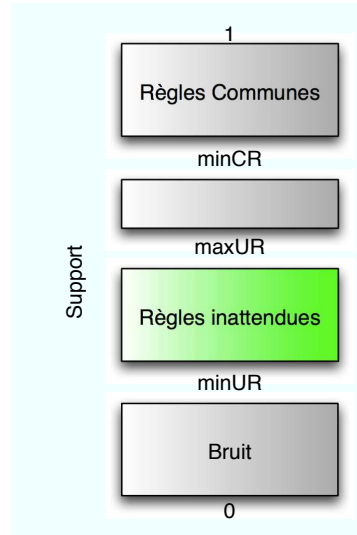 1
Règles Communes
minCR
maxUR
Support
Règles inattendues
minUR
Bruit
0